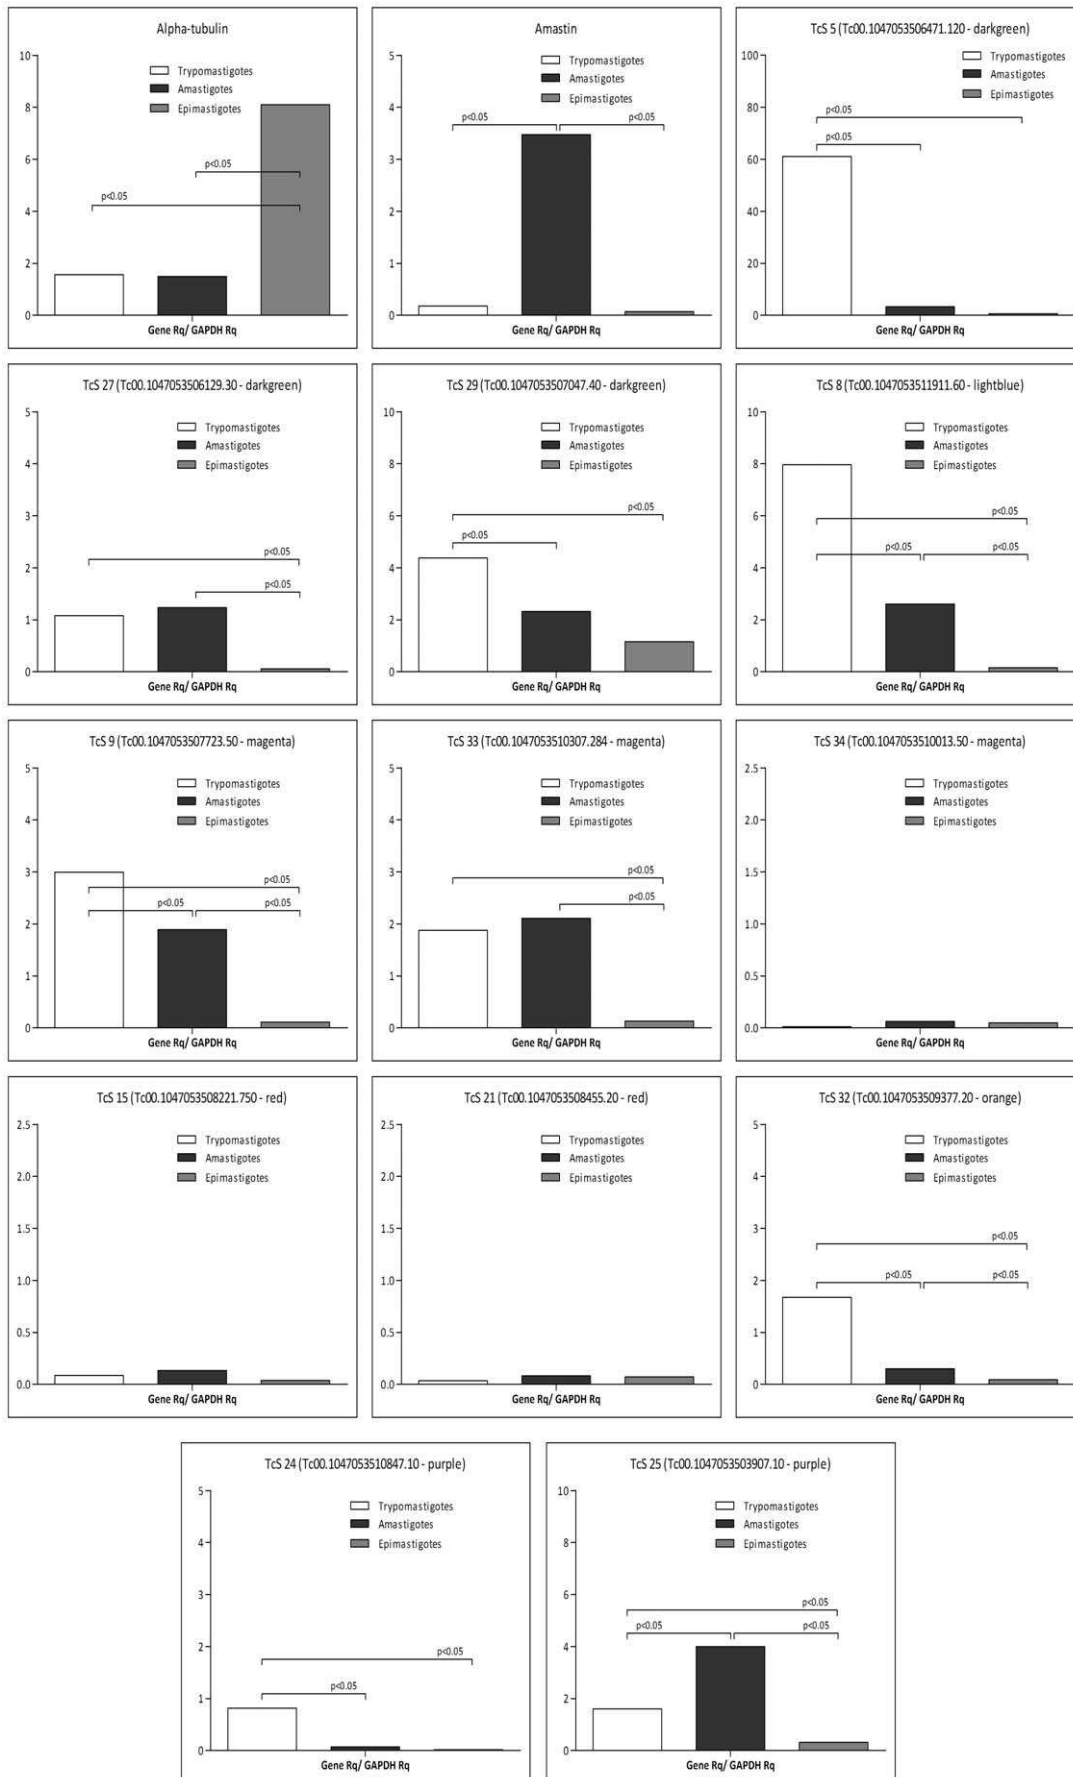 Alpha-tubulin
10
8
6
4
2
0
Trypomastigotes
Amastigotes
Epimastigotes
p<0.05
p<0.05
Gene Rq/ GAPDH Rq
Amastin
5
4
3
2
1
0
Trypomastigotes
Amastigotes
Epimastigotes
p<0.05
p<0.05
Gene Rq/ GAPDH Rq
TcS 5 (Tc00.1047053506471.120 - darkgreen)
100
80
60
40
20
0
Trypomastigotes
Amastigotes
Epimastigotes
p<0.05
p<0.05
Gene Rq/ GAPDH Rq
TcS 27 (Tc00.1047053506129.30 - darkgreen)
5
4
3
2
1
0
Trypomastigotes
Amastigotes
Epimastigotes
p<0.05
p<0.05
Gene Rq/ GAPDH Rq
TcS 29 (Tc00.1047053507047.40 - darkgreen)
10
8
6
4
2
0
Trypomastigotes
Amastigotes
Epimastigotes
p<0.05
p<0.05
Gene Rq/ GAPDH Rq
TcS 8 (Tc00.1047053511911.60 - lightblue)
10
8
6
4
2
0
Trypomastigotes
Amastigotes
Epimastigotes
p<0.05
p<0.05
p<0.05
Gene Rq/ GAPDH Rq
TcS 9 (Tc00.1047053507723.50 - magenta)
5
4
3
2
1
0
Trypomastigotes
Amastigotes
Epimastigotes
p<0.05
p<0.05
p<0.05
Gene Rq/ GAPDH Rq
TcS 33 (Tc00.1047053510307.284 - magenta)
5
4
3
2
1
0
Trypomastigotes
Amastigotes
Epimastigotes
p<0.05
p<0.05
Gene Rq/ GAPDH Rq
TcS 34 (Tc00.1047053510013.50 - magenta)
2.5
2.0
1.5
1.0
0.5
0.0
Trypomastigotes
Amastigotes
Epimastigotes
Gene Rq/ GAPDH Rq
TcS 15 (Tc00.1047053508221.750 - red)
2.5
2.0
1.5
1.0
0.5
0.0
Trypomastigotes
Amastigotes
Epimastigotes
Gene Rq/ GAPDH Rq
TcS 21 (Tc00.1047053508455.20 - red)
2.5
2.0
1.5
1.0
0.5
0.0
Trypomastigotes
Amastigotes
Epimastigotes
Gene Rq/ GAPDH Rq
TcS 32 (Tc00.1047053509377.20 - orange)
5
4
3
2
1
0
Trypomastigotes
Amastigotes
Epimastigotes
p<0.05
p<0.05
p<0.05
Gene Rq/ GAPDH Rq
TcS 24 (Tc00.1047053510847.10 - purple)
5
4
3
2
1
0
Trypomastigotes
Amastigotes
Epimastigotes
p<0.05
p<0.05
Gene Rq/ GAPDH Rq
TcS 25 (Tc00.1047053503907.10 - purple)
10
8
6
4
2
0
Trypomastigotes
Amastigotes
Epimastigotes
p<0.05
p<0.05
p<0.05
Gene Rq/ GAPDH Rq